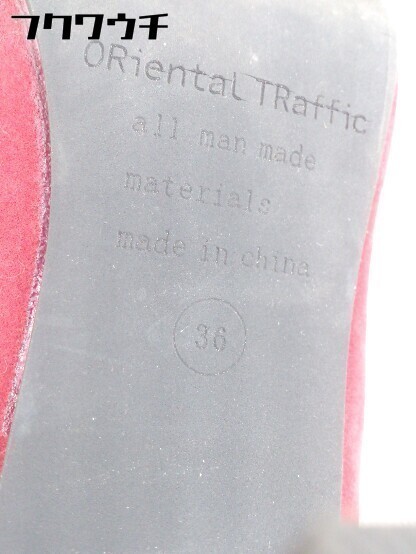 フクワウチ
ORientaL TRaffic
all man made
materials
made in china
36